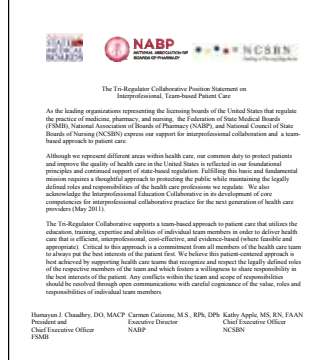 STATE
MEDICAL
BOARDS
NABP
NATIONAL ASSOCIATION OF
BOARDS OF PHARMACY
NCSBN
The Tri-Regulator Collaborative Position Statement on
Interprofessional, Team-based Patient Care
As the leading organizations representing the licensing boards of the United States that regulate
the practice of medicine, pharmacy, and nursing, the Federation of State Medical Boards
(FSMB), National Association of Boards of Pharmacy (NABP), and National Council of State
Boards of Nursing (NCSBN) express our support for interprofessional collaboration and a team-
based approach to patient care.
Although we represent different areas within health care, our common duty to protect patients
and improve the quality of health care in the United States is reflected in our foundational
principles and continued support of state-based regulation. Fulfilling this basic and fundamental
mission requires a thoughtful approach to protecting the public while maintaining the legally
defined roles and responsibilities of the health care professions we regulate. We also
acknowledge the Interprofessional Education Collaborative in its development of core
competencies for interprofessional collaborative practice for the next generation of health care
providers (May 2011).
The Tri-Regulator Collaborative supports a team-based approach to patient care that utilizes the
education, training, expertise and abilities of individual team members in order to deliver health
care that is efficient, interprofessional, cost-effective, and evidence-based (where feasible and
appropriate). Critical to this approach is a commitment from all members of the health care team
to always put the best interests of the patient first. We believe this patient-centered approach is
best achieved by supporting health care teams that recognize and respect the legally defined roles
of the respective members of the team and which fosters a willingness to share responsibility in
the best interests of the patient. Any conflicts within the team and scope of responsibilities
should be resolved through open communications with careful cognizance of the value, roles and
responsibilities of individual team members.
Humayun J. Chaudhry, DO, MACP Carmen Catizone, M.S., RPh, DPh Kathy Apple, MS, RN, FAAN
President and Executive Director Chief Executive Officer
Chief Executive Officer NABP NCSBN
FSMB